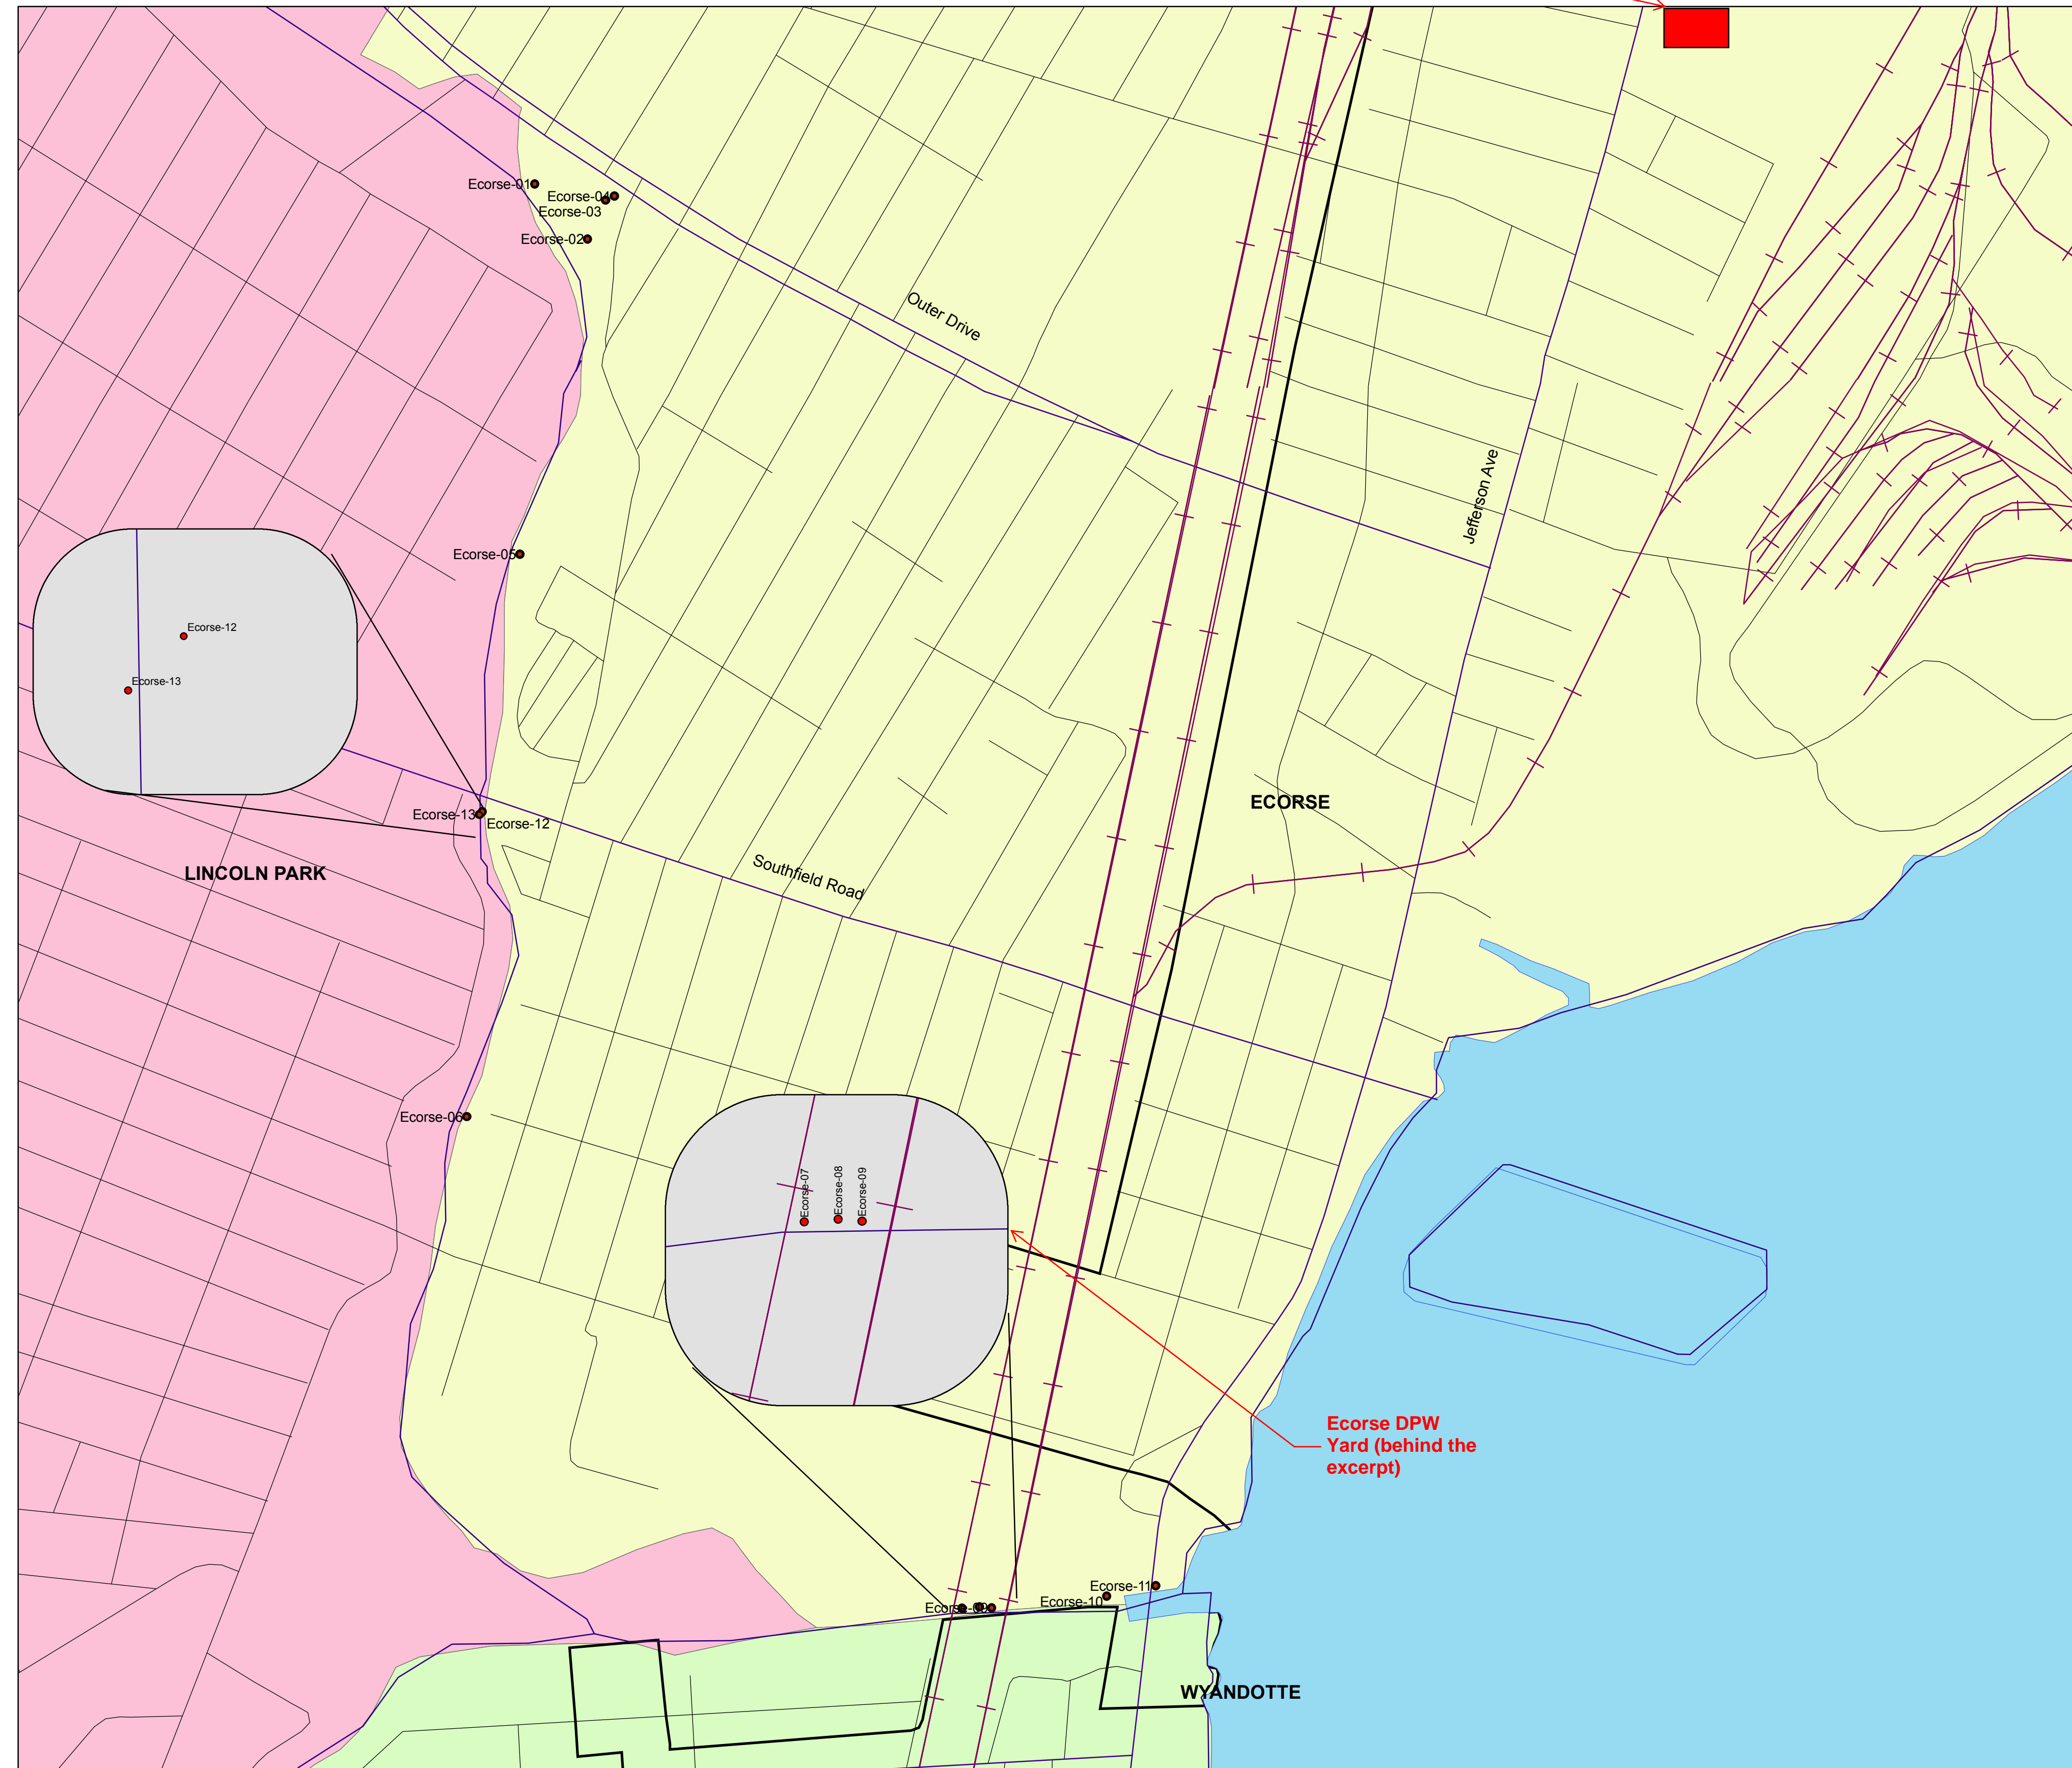 Ecorse-01
Ecorse-04
Ecorse-03
Ecorse-02
Outer Drive
Jefferson Ave
Ecorse-05
Ecorse-12
Ecorse-13
ECORSE
Ecorse-13
Ecorse-12
Southfield Road
LINCOLN PARK
Ecorse-06
Ecorse-07
Ecorse-08
Ecorse-09
Ecorse DPW
Yard (behind the
excerpt)
Ecorse-11
Ecorse-10
Ecorse-09
WYANDOTTE